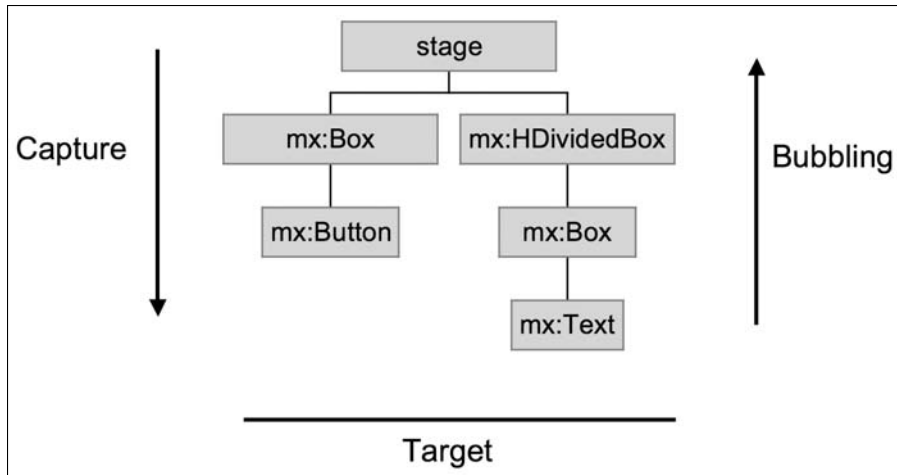 stage
Capture
mx:Box
mx:HDividedBox
Bubbling
mx:Button
mx:Box
mx:Text
Target